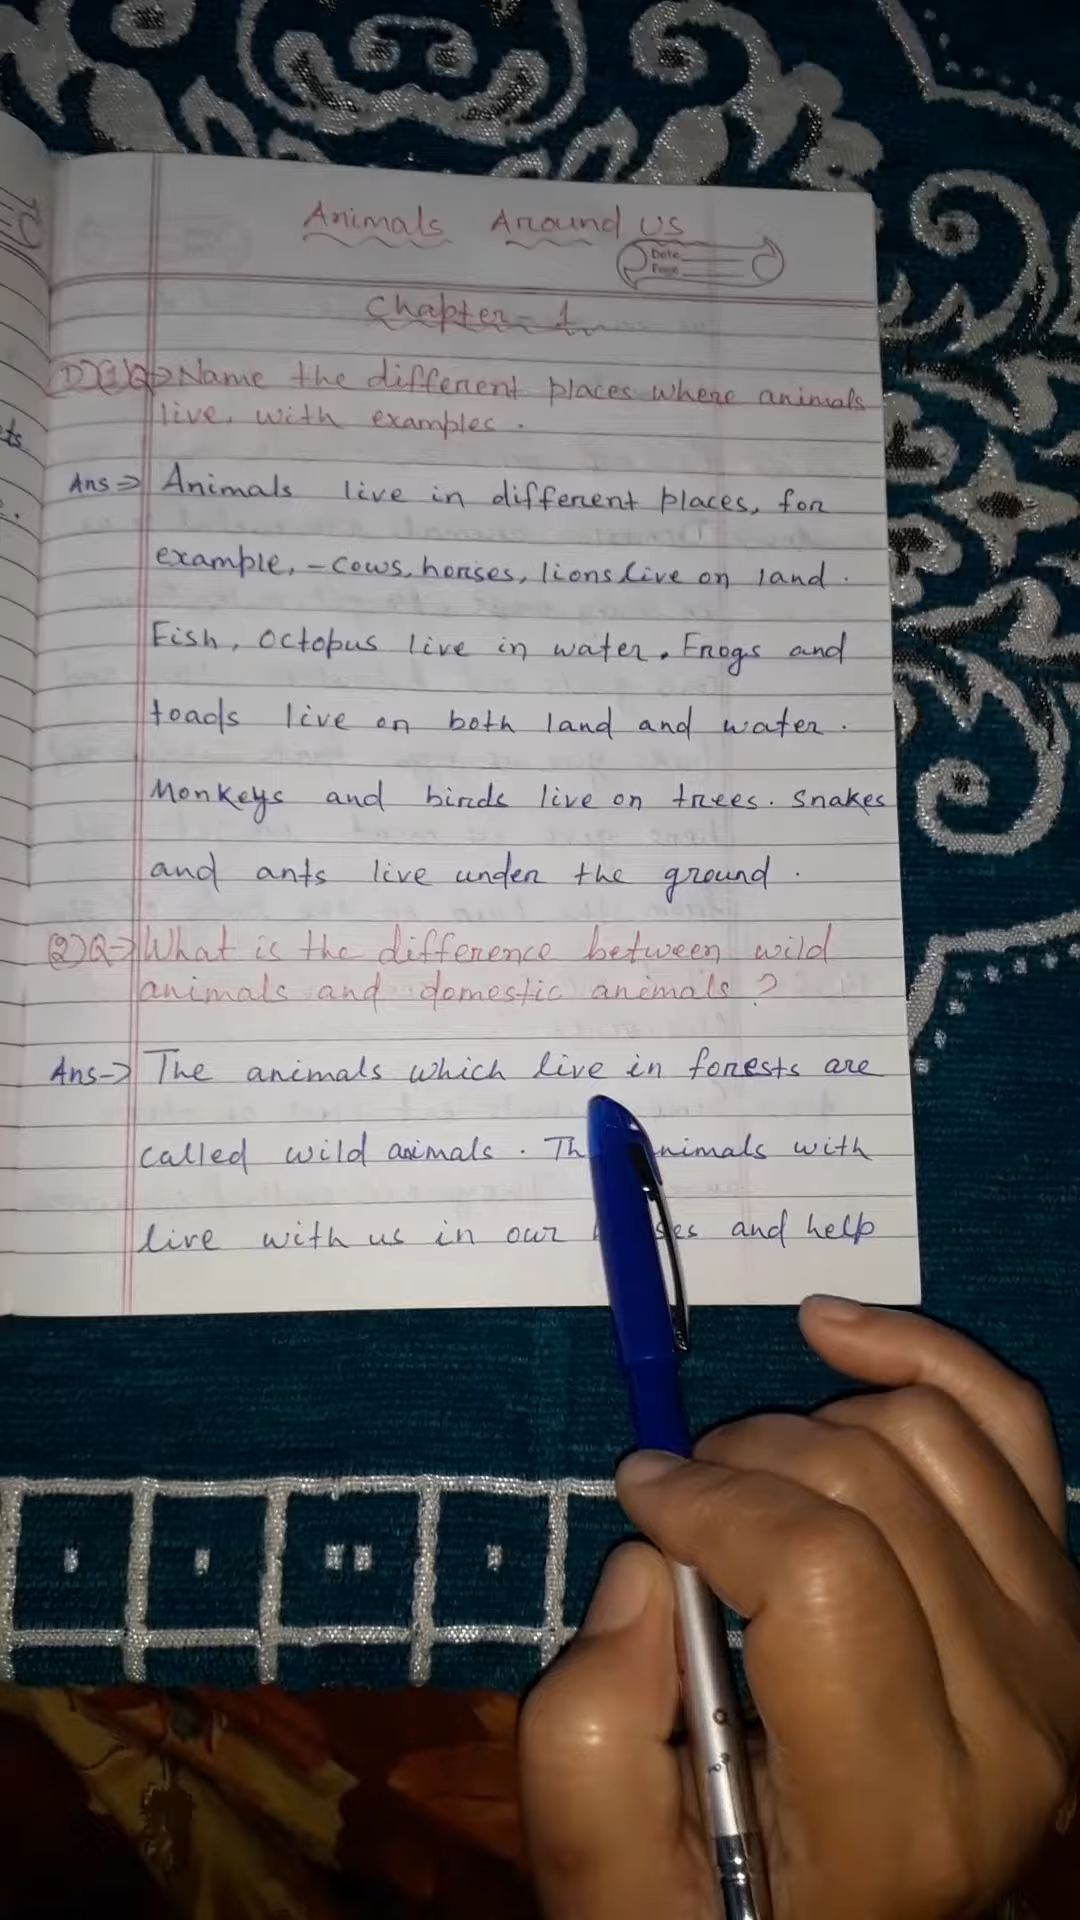 Animals Around us
Date
Page
Chapter - 1
D) 1) Q→ Name the different places where animals
live, with examples.
Ans⇒ Animals live in different places, for
example, - cows, horses, lions live on land.
Fish, octopus live in water. Frogs and
toads live on both land and water.
Monkeys and birds live on trees. Snakes
and ants live under the ground.
2) Q→ What is the difference between wild
animals and domestic animals?
Ans→ The animals which live in forests are
called wild animals. Th nimals with
live with us in our ses and help